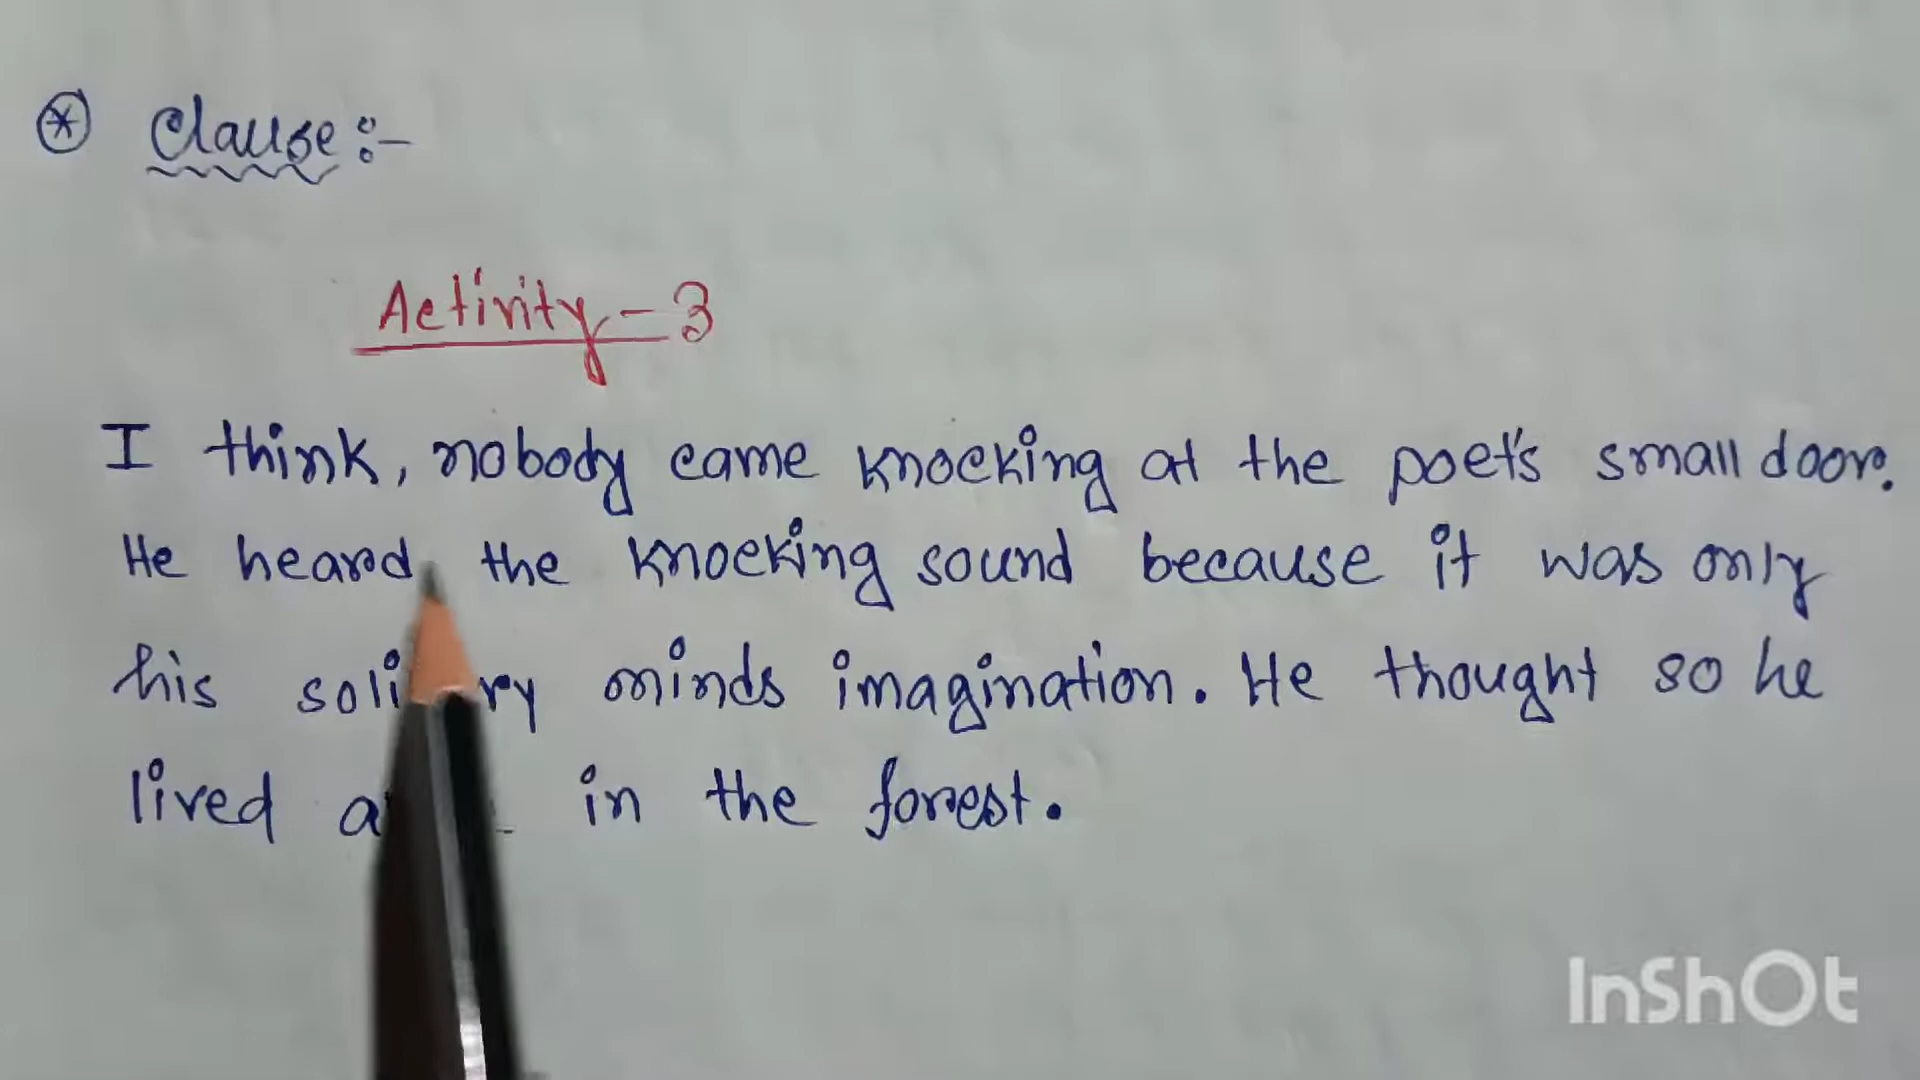 * Clause :-
Activity - 3
I think, nobody came knocking at the poet's small door.
He heard the knocking sound because it was only
his minds imagination. He thought so he
lived in the forest.
InShOt